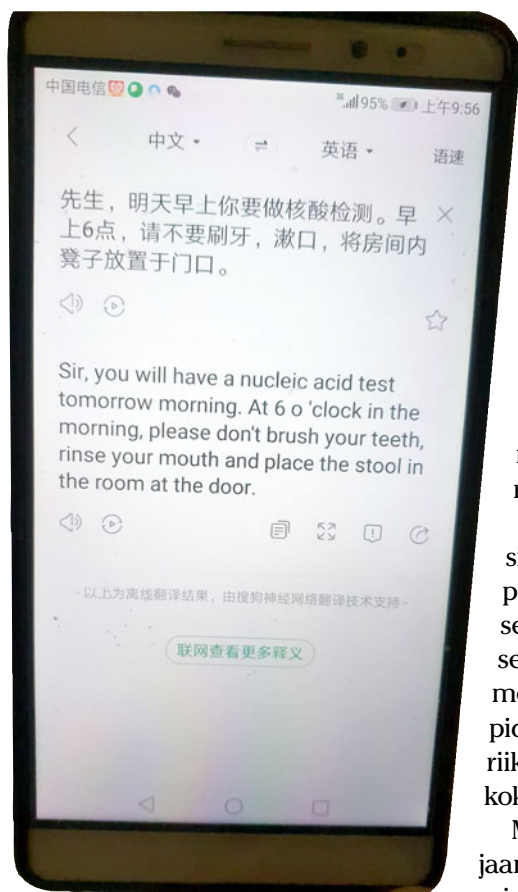 中国电信 95% 上午9:56
中文 英语 语速
先生，明天早上你要做核酸检测。早
上6点，请不要刷牙，漱口，将房间内
凳子放置于门口。
Sir, you will have a nucleic acid test
tomorrow morning. At 6 o 'clock in the
morning, please don't brush your teeth,
rinse your mouth and place the stool in
the room at the door.
-以上为离线翻译结果，由搜狗神经网络翻译技术支持-
联网查看更多释义